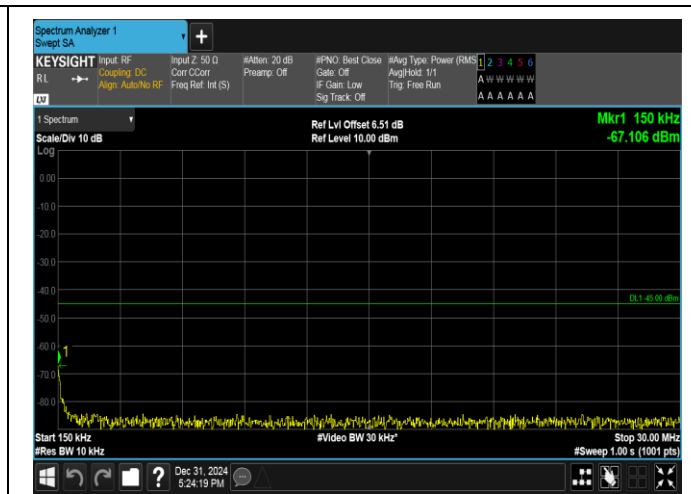 Spectrum Analyzer 1
Swept SA
+
KEYSIGHT Input: RF Input Z: 50 Ω #Atten: 20 dB #PNO: Best Close #Avg Type: Power (RMS 1 2 3 4 5 6
RL Coupling: DC Corr CCorr Preamp: Off Gate: Off Avg|Hold: 1/1 A W W W W W
Align: Auto/No RF Freq Ref: Int (S) IF Gain: Low Trig: Free Run
LXI Sig Track: Off A A A A A A
1 Spectrum Ref Lvl Offset 6.51 dB Mkr1 150 kHz
Scale/Div 10 dB Ref Level 10.00 dBm -67.106 dBm
Log
0.00
-10.0
-20.0
-30.0
-40.0
DL1 -45.00 dBm
-50.0
-60.0
1
-70.0
-80.0
Start 150 kHz #Video BW 30 kHz* Stop 30.00 MHz
#Res BW 10 kHz #Sweep 1.00 s (1001 pts)
? Dec 31, 2024
5:24:19 PM